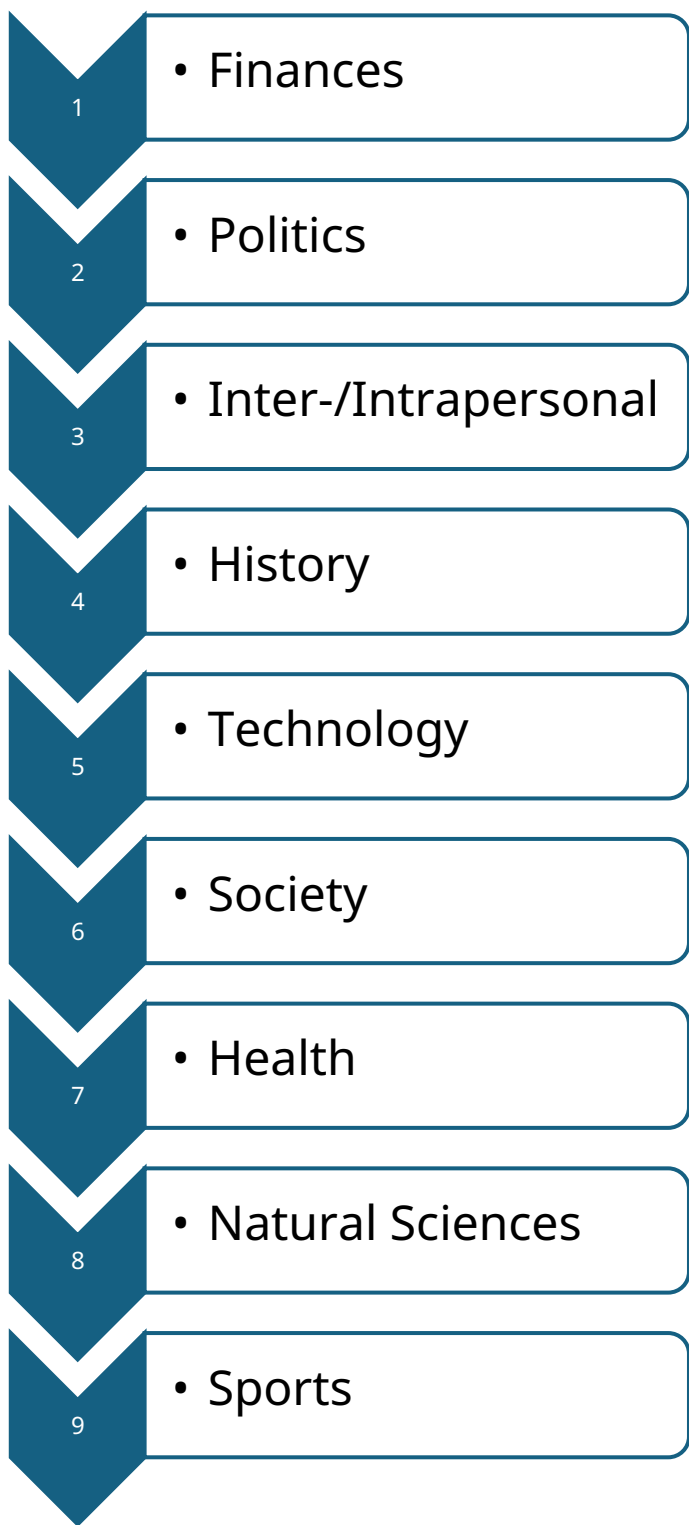 1
• Finances
2
• Politics
3
• Inter-/Intrapersonal
4
• History
5
• Technology
6
• Society
7
• Health
8
• Natural Sciences
9
• Sports